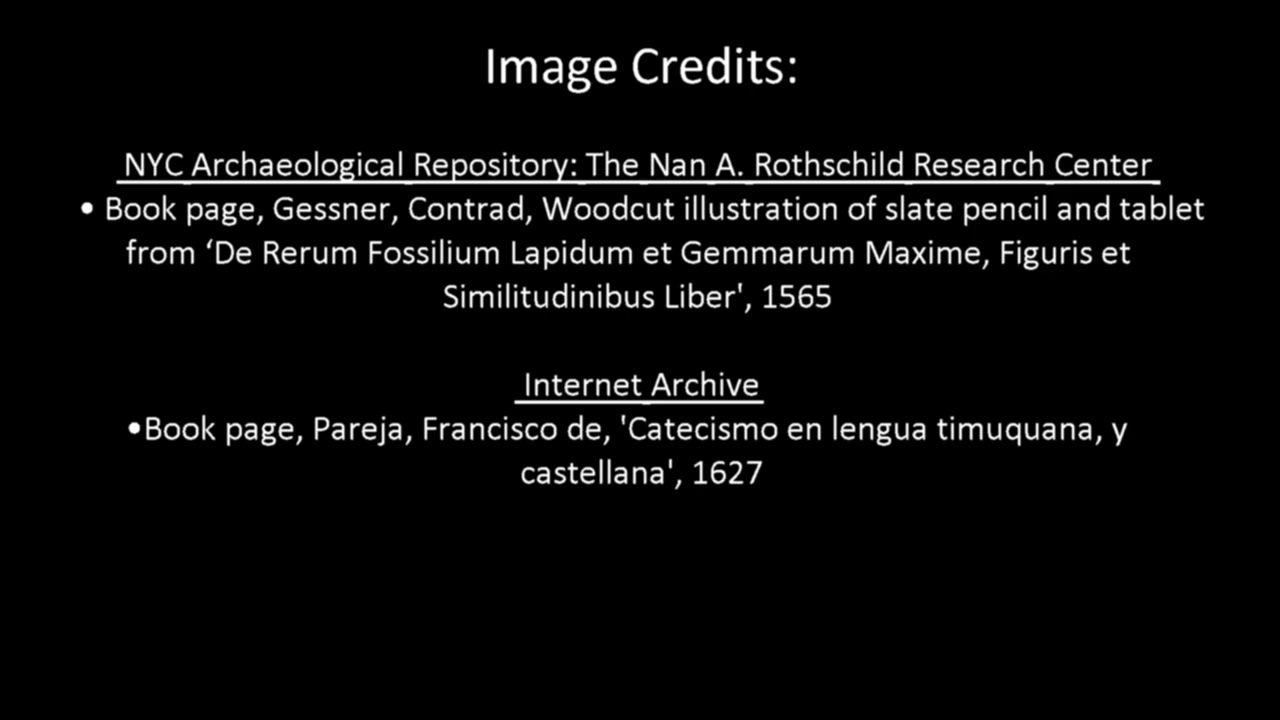 Image Credits:
NYC Archaeological Repository: The Nan A. Rothschild Research Center
• Book page, Gessner, Contrad, Woodcut illustration of slate pencil and tablet
from ‘De Rerum Fossilium Lapidum et Gemmarum Maxime, Figuris et
Similitudinibus Liber', 1565
Internet Archive
•Book page, Pareja, Francisco de, 'Catecismo en lengua timuquana, y
castellana', 1627